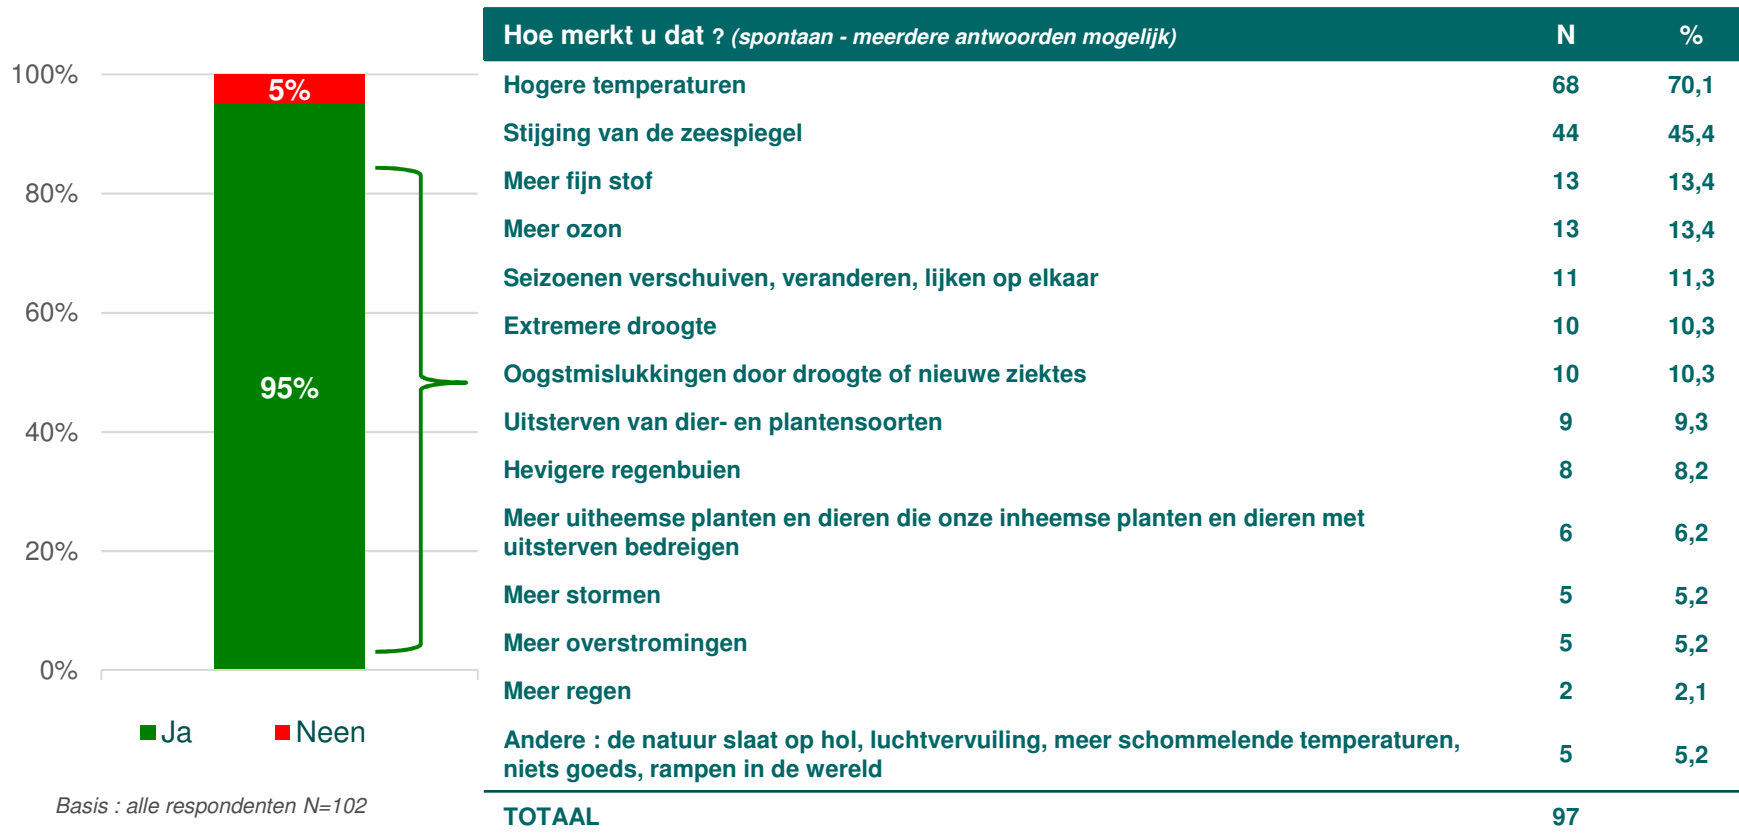 100%
80%
60%
40%
20%
0%
5%
95%
Ja
Neen
Basis : alle respondenten N=102
Hoe merkt u dat ? (spontaan - meerdere antwoorden mogelijk) N %
Hogere temperaturen 68 70,1
Stijging van de zeespiegel 44 45,4
Meer fijn stof 13 13,4
Meer ozon 13 13,4
Seizoenen verschuiven, veranderen, lijken op elkaar 11 11,3
Extremere droogte 10 10,3
Oogstmislukkingen door droogte of nieuwe ziektes 10 10,3
Uitsterven van dier- en plantensoorten 9 9,3
Hevigere regenbuien 8 8,2
Meer uitheemse planten en dieren die onze inheemse planten en dieren met
uitsterven bedreigen 6 6,2
Meer stormen 5 5,2
Meer overstromingen 5 5,2
Meer regen 2 2,1
Andere : de natuur slaat op hol, luchtvervuiling, meer schommelende temperaturen,
niets goeds, rampen in de wereld 5 5,2
TOTAAL 97